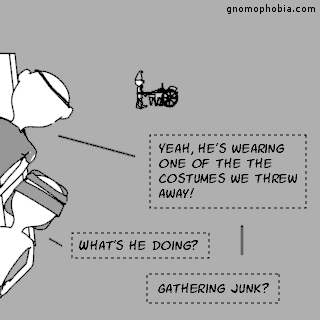 gnomophobia.com
YEAH, HE'S WEARING
ONE OF THE THE
COSTUMES WE THREW
AWAY!
WHAT'S HE DOING?
GATHERING JUNK?